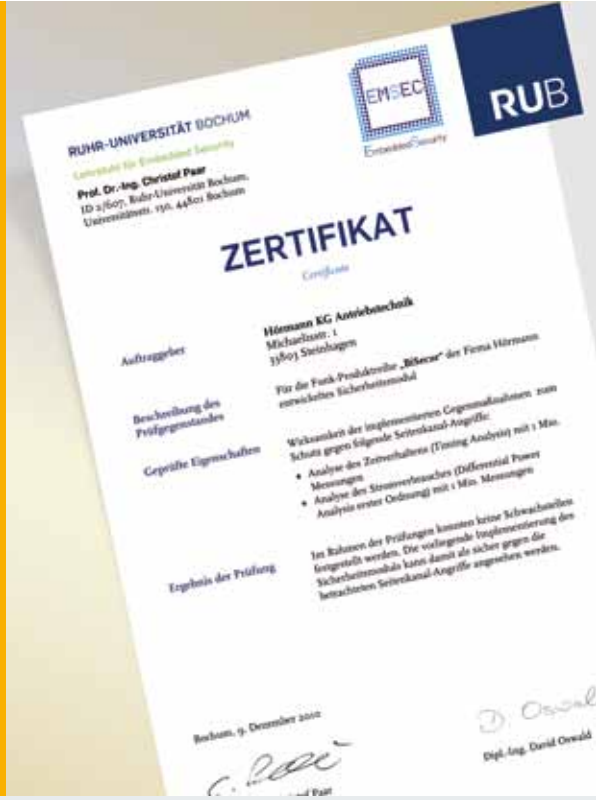 RUHR-UNIVERSITÄT BOCHUM
Lehrstuhl für Embedded Security
Prof. Dr.-Ing. Christof Paar
ID 2/607, Ruhr-Universität Bochum,
Universitätsstr. 150, 44801 Bochum
EMSEC
Embedded Security
RUB
ZERTIFIKAT
Certificate
Auftraggeber
Hörmann KG Antriebstechnik
Michaelisstr. 1
33803 Steinhagen
Beschreibung des
Prüfgegenstandes
Für die Funk-Produktreihe „BiSecur" der Firma Hörmann
entwickeltes Sicherheitsmodul
Geprüfte Eigenschaften
Wirksamkeit der implementierten Gegenmaßnahmen zum
Schutz gegen folgende Seitenkanal-Angriffe:
• Analyse des Zeitverhaltens (Timing Analysis) mit 1 Mio.
Messungen
• Analyse des Stromverbrauches (Differential Power
Analysis erster Ordnung) mit 1 Mio. Messungen
Ergebnis der Prüfung
Im Rahmen der Prüfungen konnten keine Schwachstellen
festgestellt werden. Die vorliegende Implementierung des
Sicherheitsmoduls kann damit als sicher gegen die
betrachteten Seitenkanal-Angriffe angesehen werden.
Bochum, 9. Dezember 2010
D. Oswald
Paar
Dipl.-Ing. David Oswald